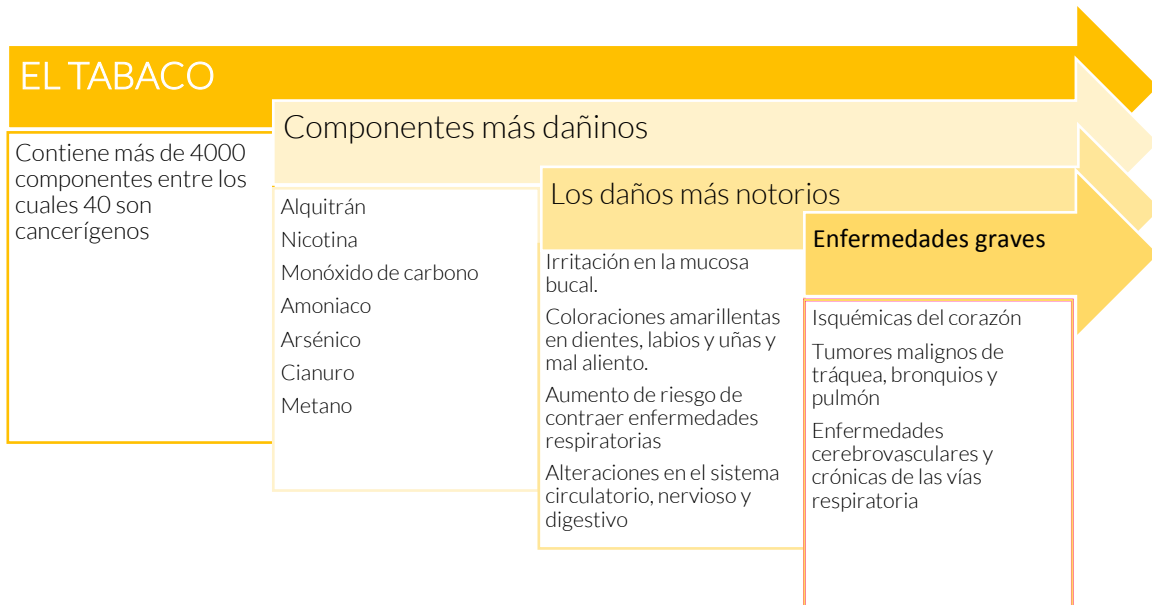 EL TABACO
Contiene más de 4000
componentes entre los
cuales 40 son
cancerígenos
Componentes más dañinos
Alquitrán
Nicotina
Monóxido de carbono
Amoniaco
Arsénico
Cianuro
Metano
Los daños más notorios
Irritación en la mucosa
bucal.
Coloraciones amarillentas
en dientes, labios y uñas y
mal aliento.
Aumento de riesgo de
contraer enfermedades
respiratorias
Alteraciones en el sistema
circulatorio, nervioso y
digestivo
Enfermedades graves
Isquémicas del corazón
Tumores malignos de
tráquea, bronquios y
pulmón
Enfermedades
cerebrovasculares y
crónicas de las vías
respiratoria